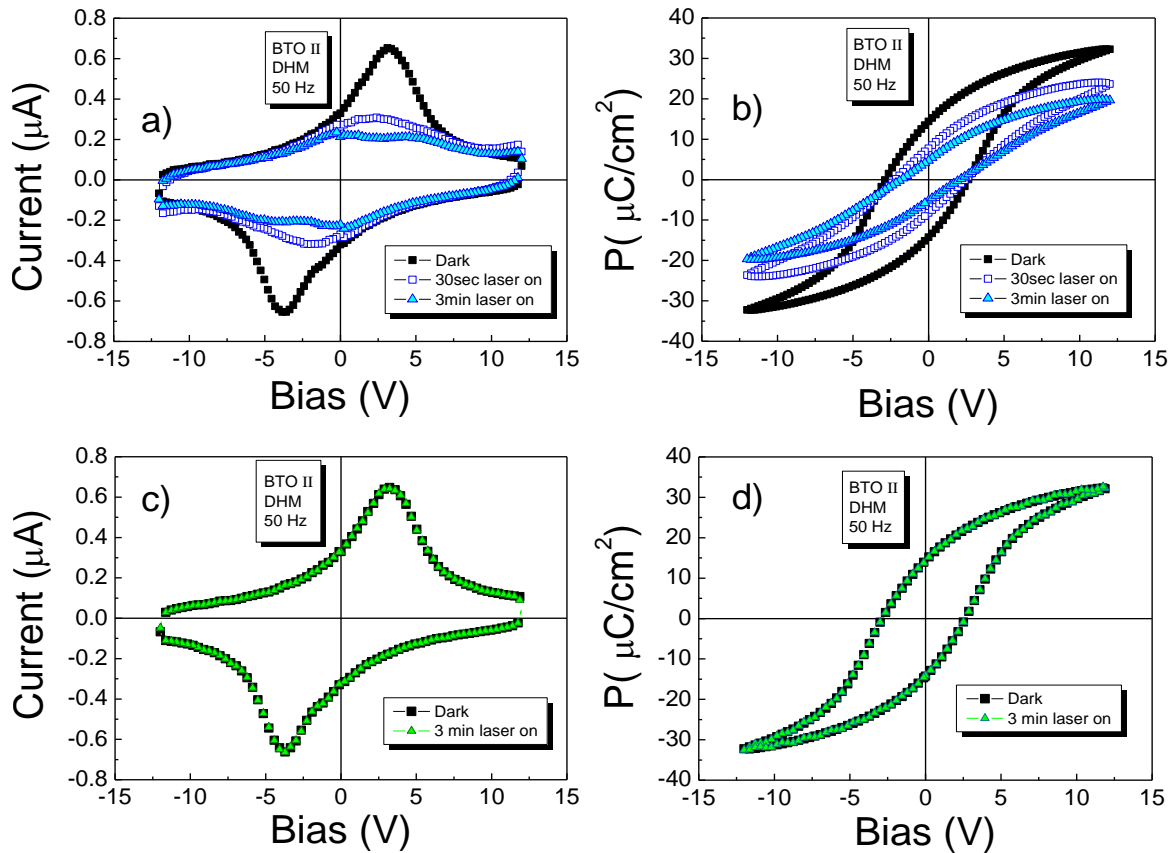 0.8
0.6
0.4
0.2
0.0
-0.2
-0.4
-0.6
-0.8
Current (μA)
a)
BTO II
DHM
50 Hz
Dark
30sec laser on
3min laser on
-15 -10 -5 0 5 10 15
Bias (V)
40
30
20
10
0
-10
-20
-30
-40
P( μC/cm²)
b)
BTO II
DHM
50 Hz
Dark
30sec laser on
3min laser on
-15 -10 -5 0 5 10 15
Bias (V)
0.8
0.6
0.4
0.2
0.0
-0.2
-0.4
-0.6
-0.8
Current (μA)
c)
BTO II
DHM
50 Hz
Dark
3 min laser on
-15 -10 -5 0 5 10 15
Bias (V)
40
30
20
10
0
-10
-20
-30
-40
P( μC/cm²)
d)
BTO II
DHM
50 Hz
Dark
3 min laser on
-15 -10 -5 0 5 10 15
Bias (V)